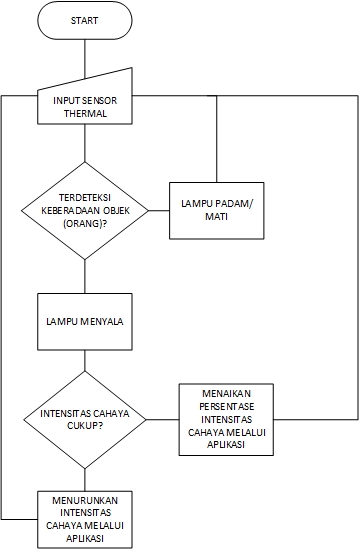 START
INPUT SENSOR
THERMAL
TERDETEKSI
KEBERADAAN OBJEK
(ORANG)?
LAMPU PADAM/
MATI
LAMPU MENYALA
INTENSITAS CAHAYA
CUKUP?
MENAIKAN
PERSENTASE
INTENSITAS
CAHAYA MELALUI
APLIKASI
MENURUNKAN
INTENSITAS
CAHAYA MELALUI
APLIKASI